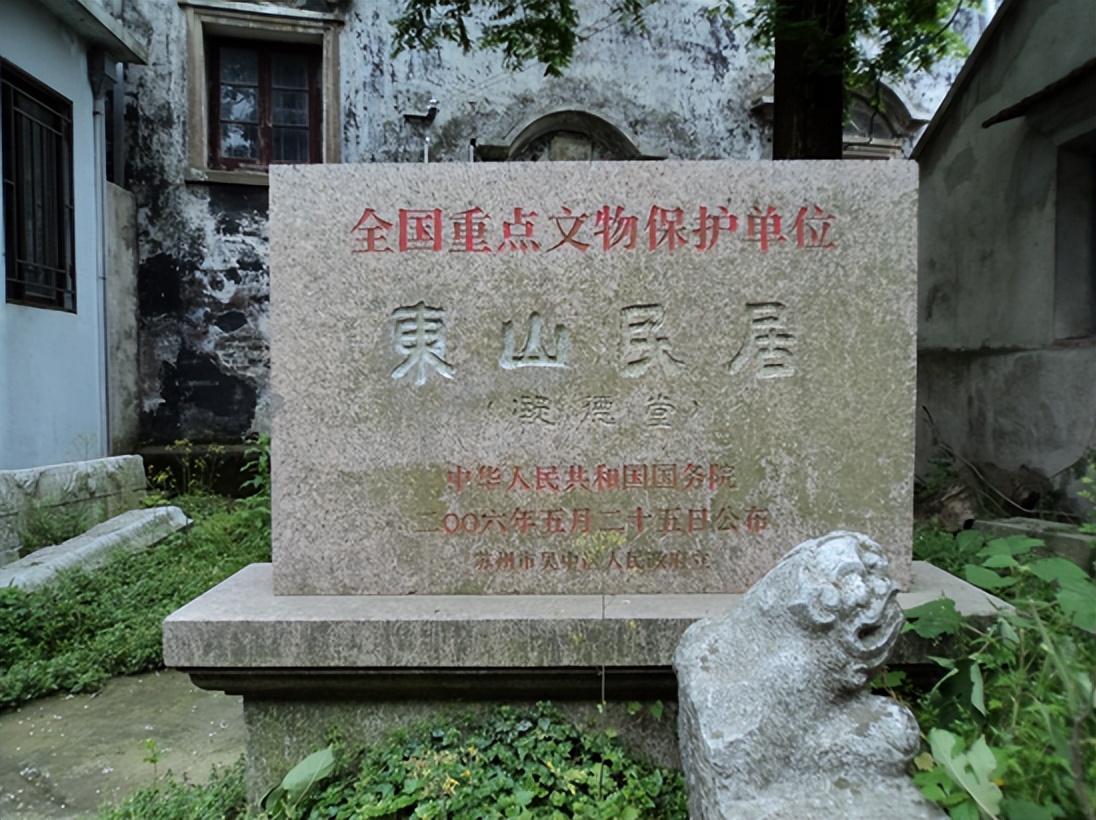 全国重点文物保护单位
東山民居
（凝德堂）
中华人民共和国国务院
二〇〇六年五月二十五日公布
苏州市吴中区人民政府立